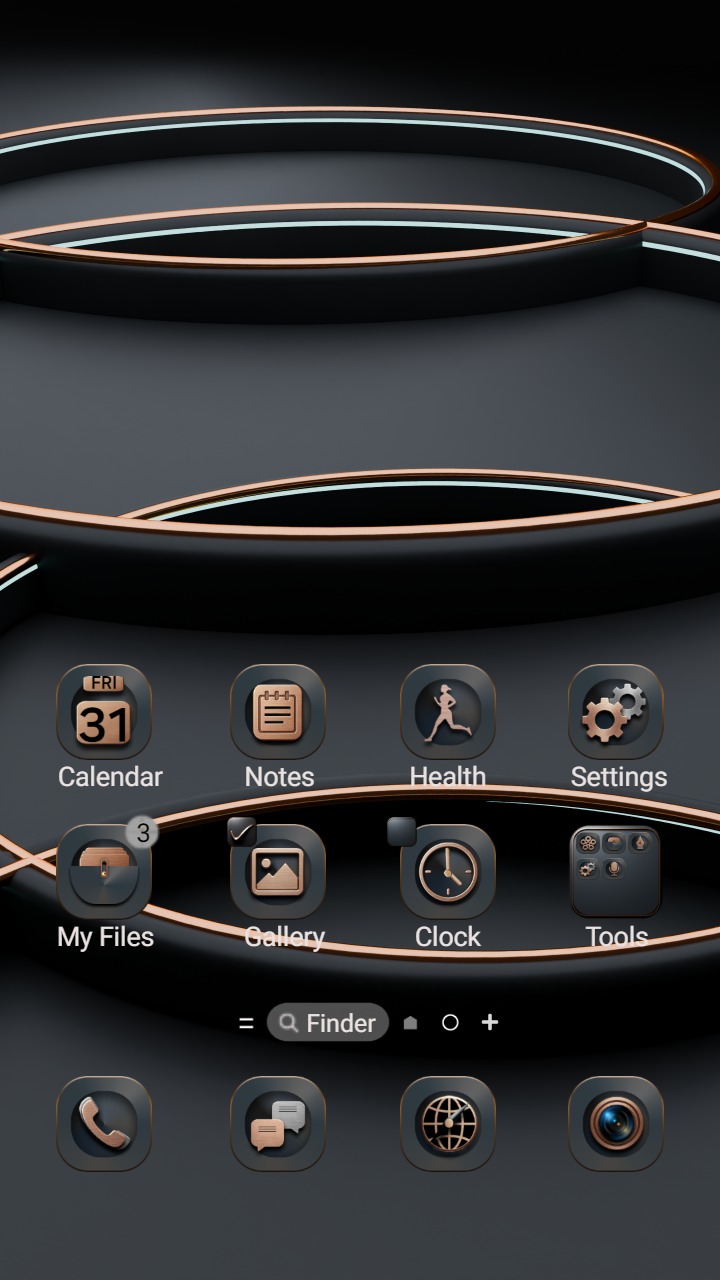 FRI
31
Calendar
Notes
Health
Settings
3
My Files
Gallery
Clock
Tools
Finder